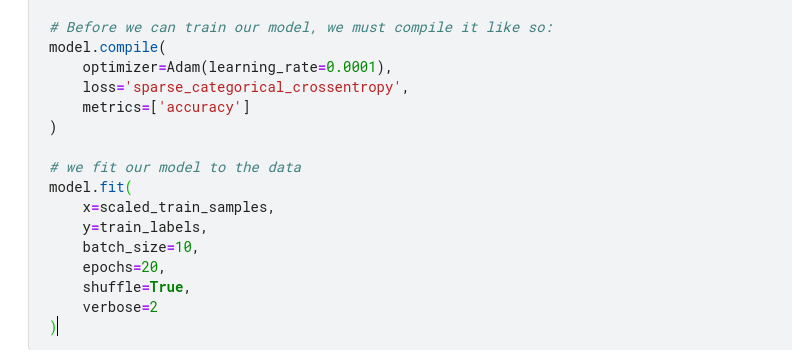 # Before we can train our model, we must compile it like so:
model.compile(
    optimizer=Adam(learning_rate=0.0001),
    loss='sparse_categorical_crossentropy',
    metrics=['accuracy']
)
# we fit our model to the data
model.fit(
    x=scaled_train_samples,
    y=train_labels,
    batch_size=10,
    epochs=20,
    shuffle=True,
    verbose=2
)